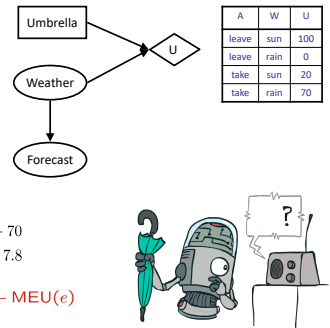 Umbrella
U
Weather
Forecast
A W U
leave sun 100
leave rain 0
take sun 20
take rain 70
– 70
7.8
– MEU(e)
?